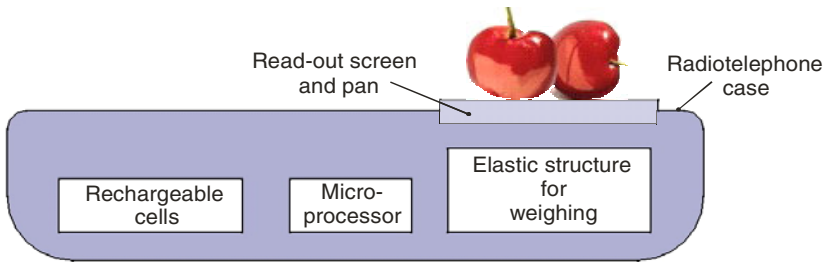 Read-out screen
and pan
Radiotelephone
case
Rechargeable
cells
Micro-
processor
Elastic structure
for
weighing